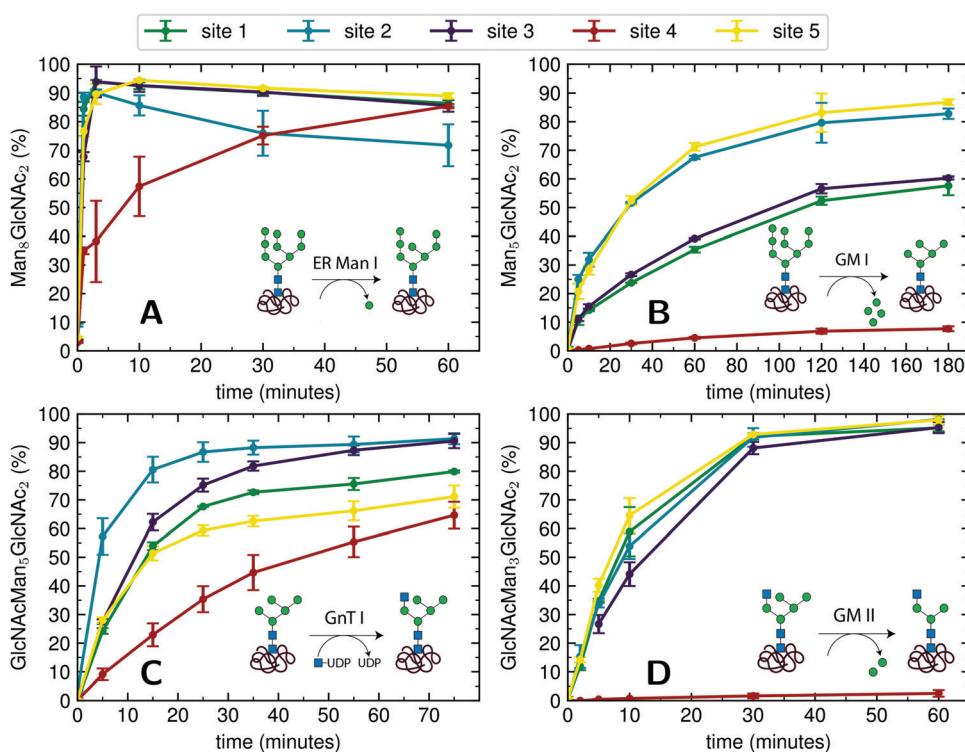 site 1 site 2 site 3 site 4 site 5
Man8GlcNAc2 (%)
100
90
80
70
60
50
40
30
20
10
0
A
ER Man I
0 10 20 30 40 50 60
time (minutes)
Man5GlcNAc2 (%)
100
90
80
70
60
50
40
30
20
10
0
B
GM I
0 20 40 60 80 100 120 140 160 180
time (minutes)
GlcNAcMan5GlcNAc2 (%)
100
90
80
70
60
50
40
30
20
10
0
C
GnT I
-UDP UDP
0 10 20 30 40 50 60 70
time (minutes)
GlcNAcMan3GlcNAc2 (%)
100
90
80
70
60
50
40
30
20
10
0
D
GM II
0 10 20 30 40 50 60
time (minutes)